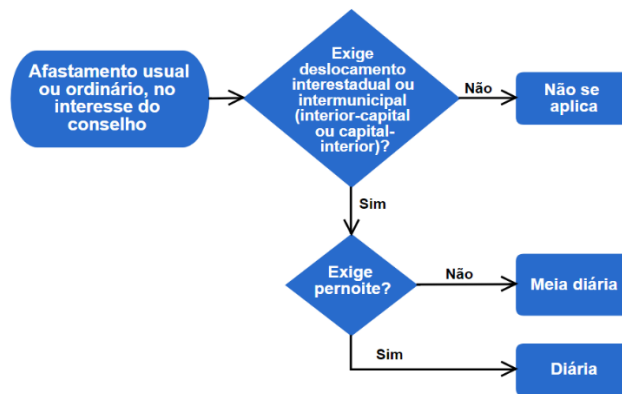 Afastamento usual
ou ordinário, no
interesse do
conselho
Exige
deslocamento
interestadual ou
intermunicipal
(interior-capital
ou capital-
interior)?
Não
Não se
aplica
Sim
Exige
pernoite?
Não
Meia diária
Sim
Diária